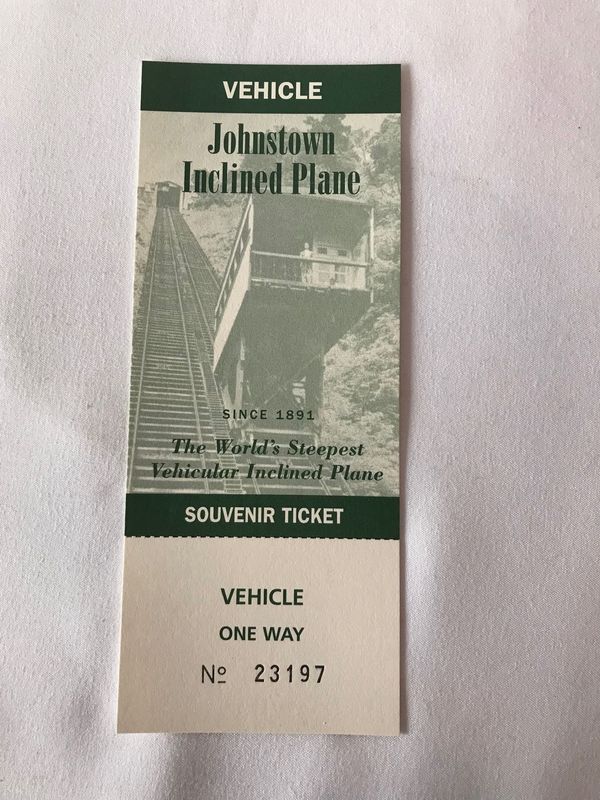 VEHICLE
Johnstown
Inclined Plane
SINCE 1891
The World's Steepest
Vehicular Inclined Plane
SOUVENIR TICKET
VEHICLE
ONE WAY
Nº 23197